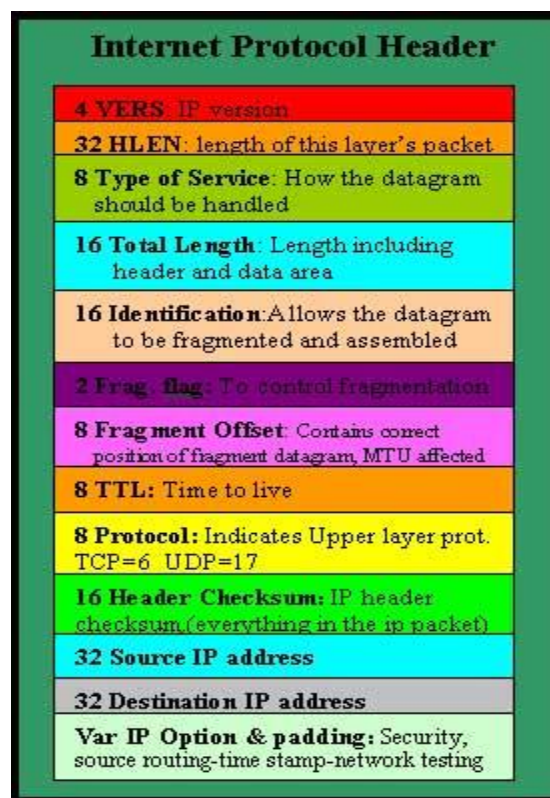 Internet Protocol Header
4 VERS: IP version
32 HLEN: length of this layer's packet
8 Type of Service: How the datagram
should be handled
16 Total Length: Length including
header and data area
16 Identification:Allows the datagram
to be fragmented and assembled
2 Frag. flag: To control fragmentation
8 Fragment Offset: Contains correct
position of fragment datagram, MTU affected
8 TTL: Time to live
8 Protocol: Indicates Upper layer prot.
TCP=6 UDP=17
16 Header Checksum: IP header
checksum,(everything in the ip packet)
32 Source IP address
32 Destination IP address
Var IP Option & padding: Security,
source routing-time stamp-network testing